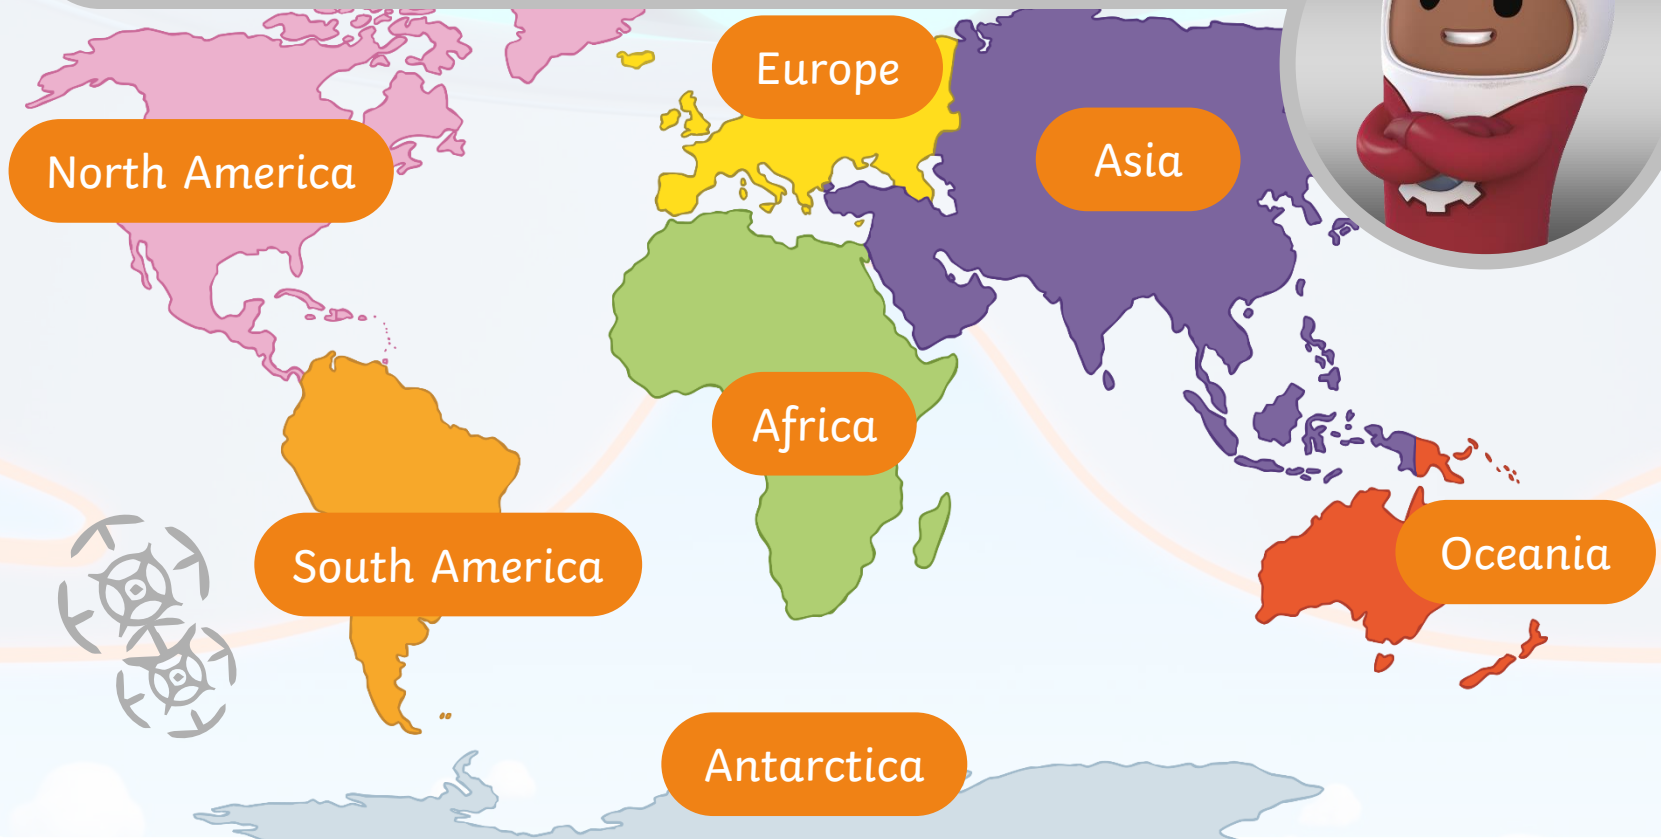 Europe
Asia
North America
Africa
South America
Oceania
Antarctica